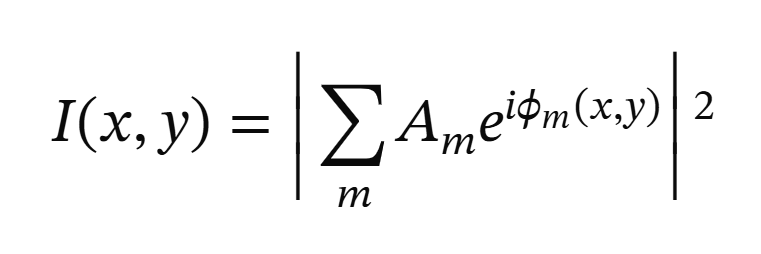 I(x, y) = | ∑_m A_m e^{iϕ_m(x,y)} |^2